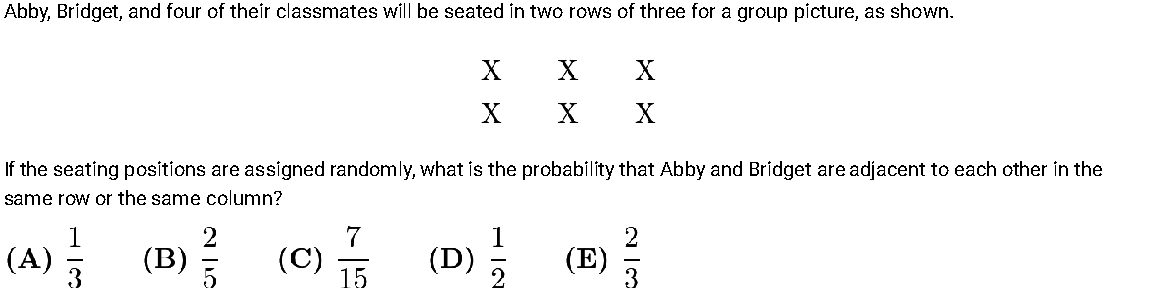 Abby, Bridget, and four of their classmates will be seated in two rows of three for a group picture, as shown.
X X X
X X X
If the seating positions are assigned randomly, what is the probability that Abby and Bridget are adjacent to each other in the
same row or the same column?
(A) 1/3 (B) 2/5 (C) 7/15 (D) 1/2 (E) 2/3